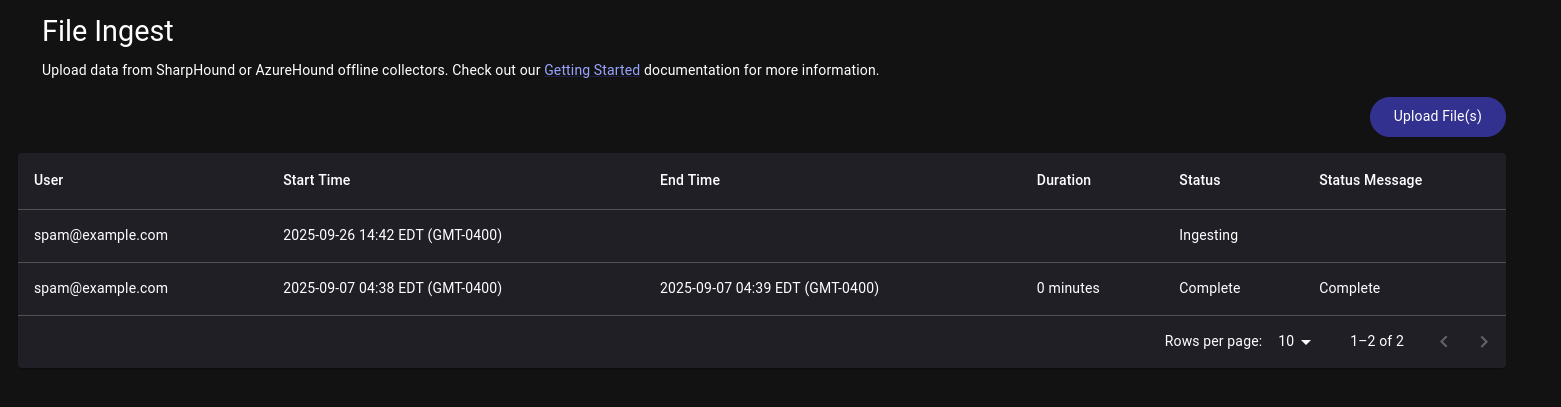 File Ingest
Upload data from SharpHound or AzureHound offline collectors. Check out our Getting Started documentation for more information.
Upload File(s)
User Start Time End Time Duration Status Status Message
spam@example.com 2025-09-26 14:42 EDT (GMT-0400) Ingesting
spam@example.com 2025-09-07 04:38 EDT (GMT-0400) 2025-09-07 04:39 EDT (GMT-0400) 0 minutes Complete Complete
Rows per page: 10 1–2 of 2